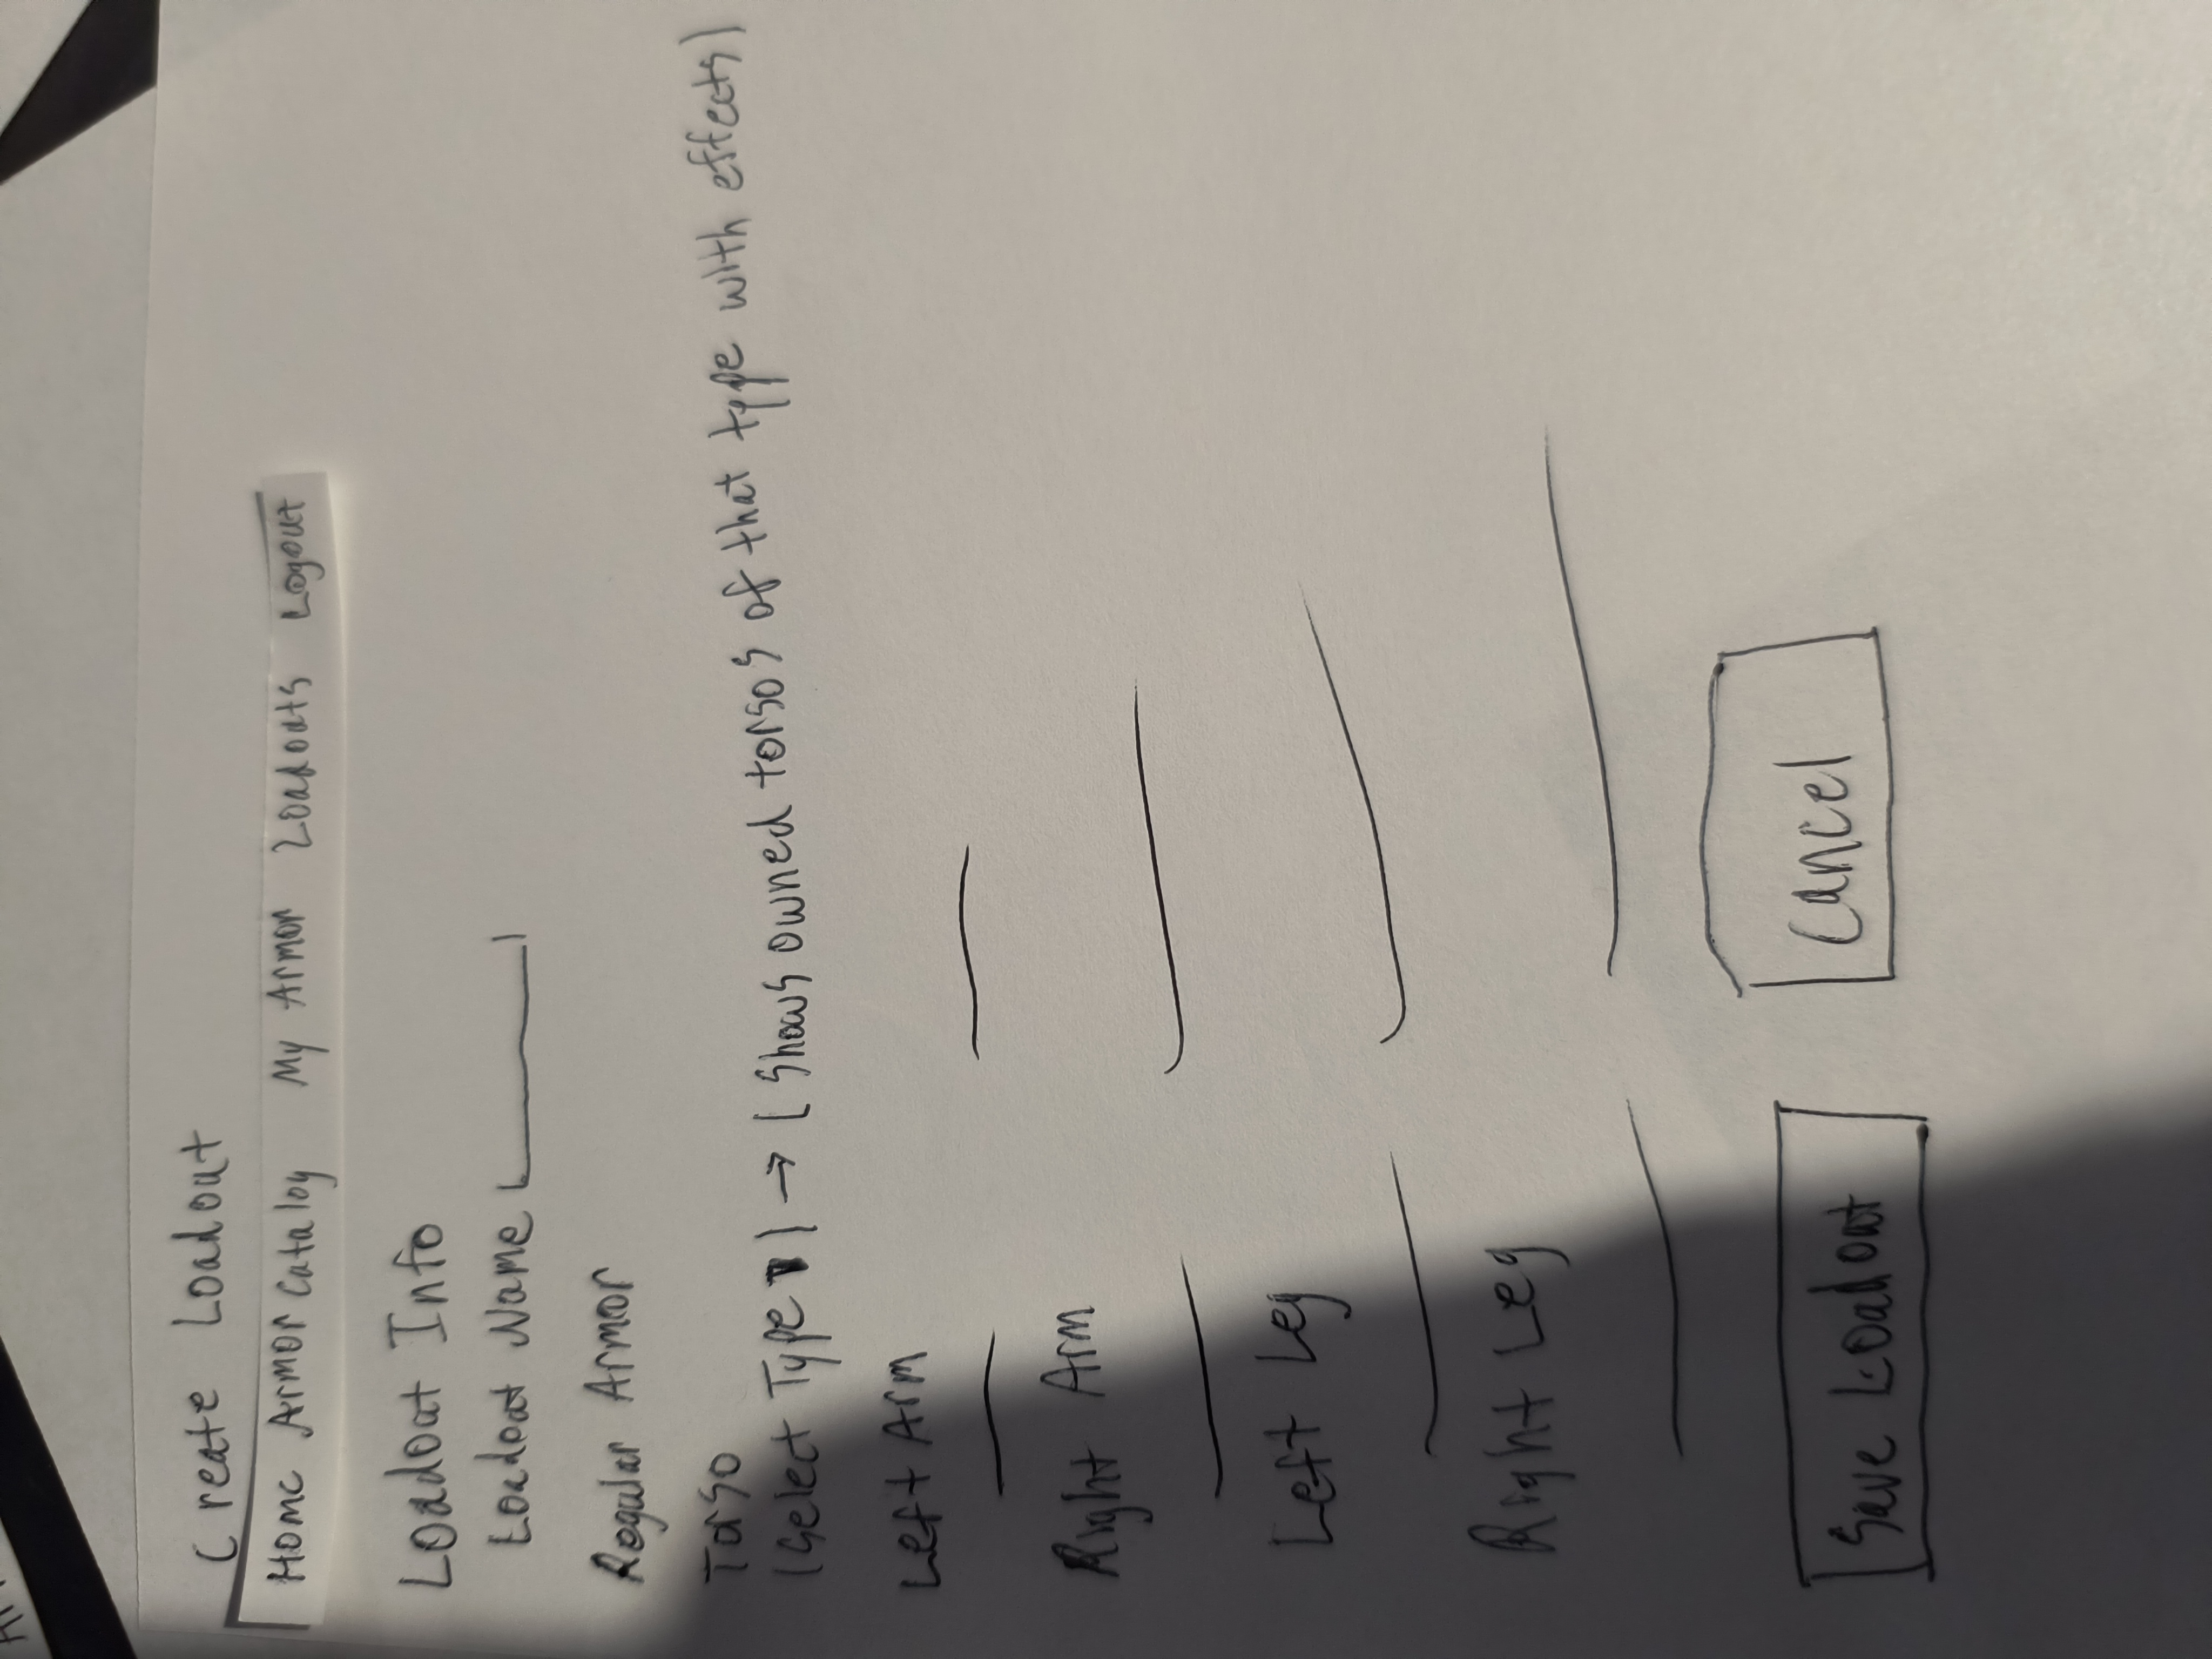 Create Loadout
Home Armor Catalog My Armor Loadouts Logout
Loadout Info
Loadout Name
Regular Armor
Torso
(Select Type ▼) → [Shows owned torsos of that type with effects]
Left Arm
Right Arm
Left Leg
Right Leg
Save Loadout
Cancel